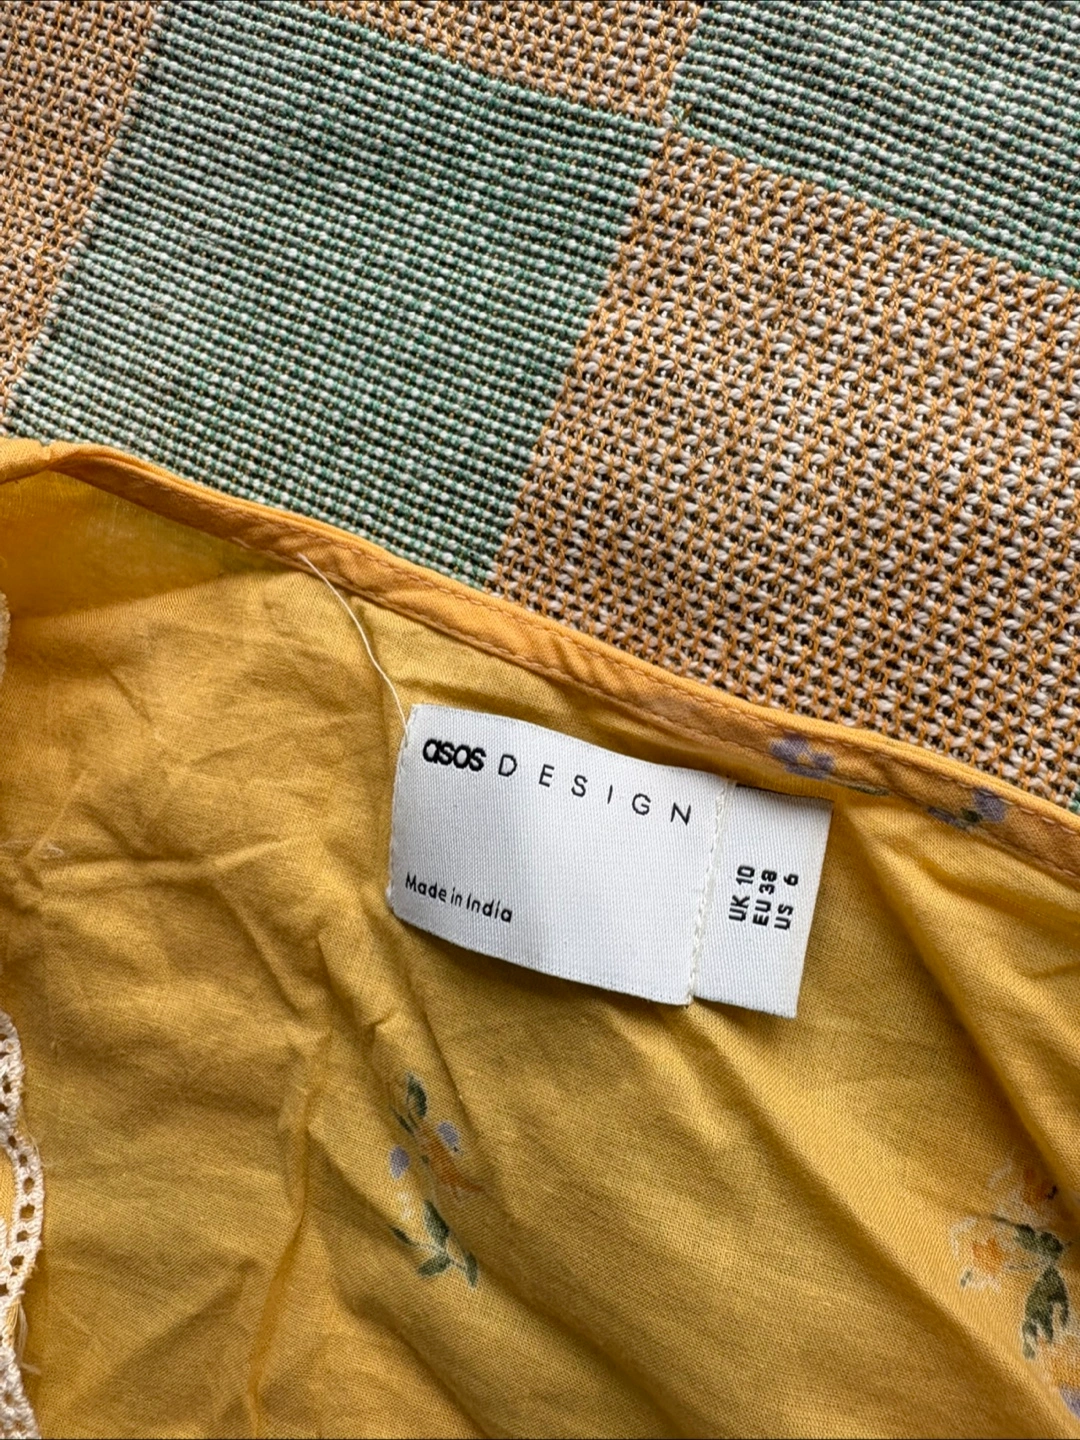 asos DESIGN
Made in India
UK 10
EU 38
US 6